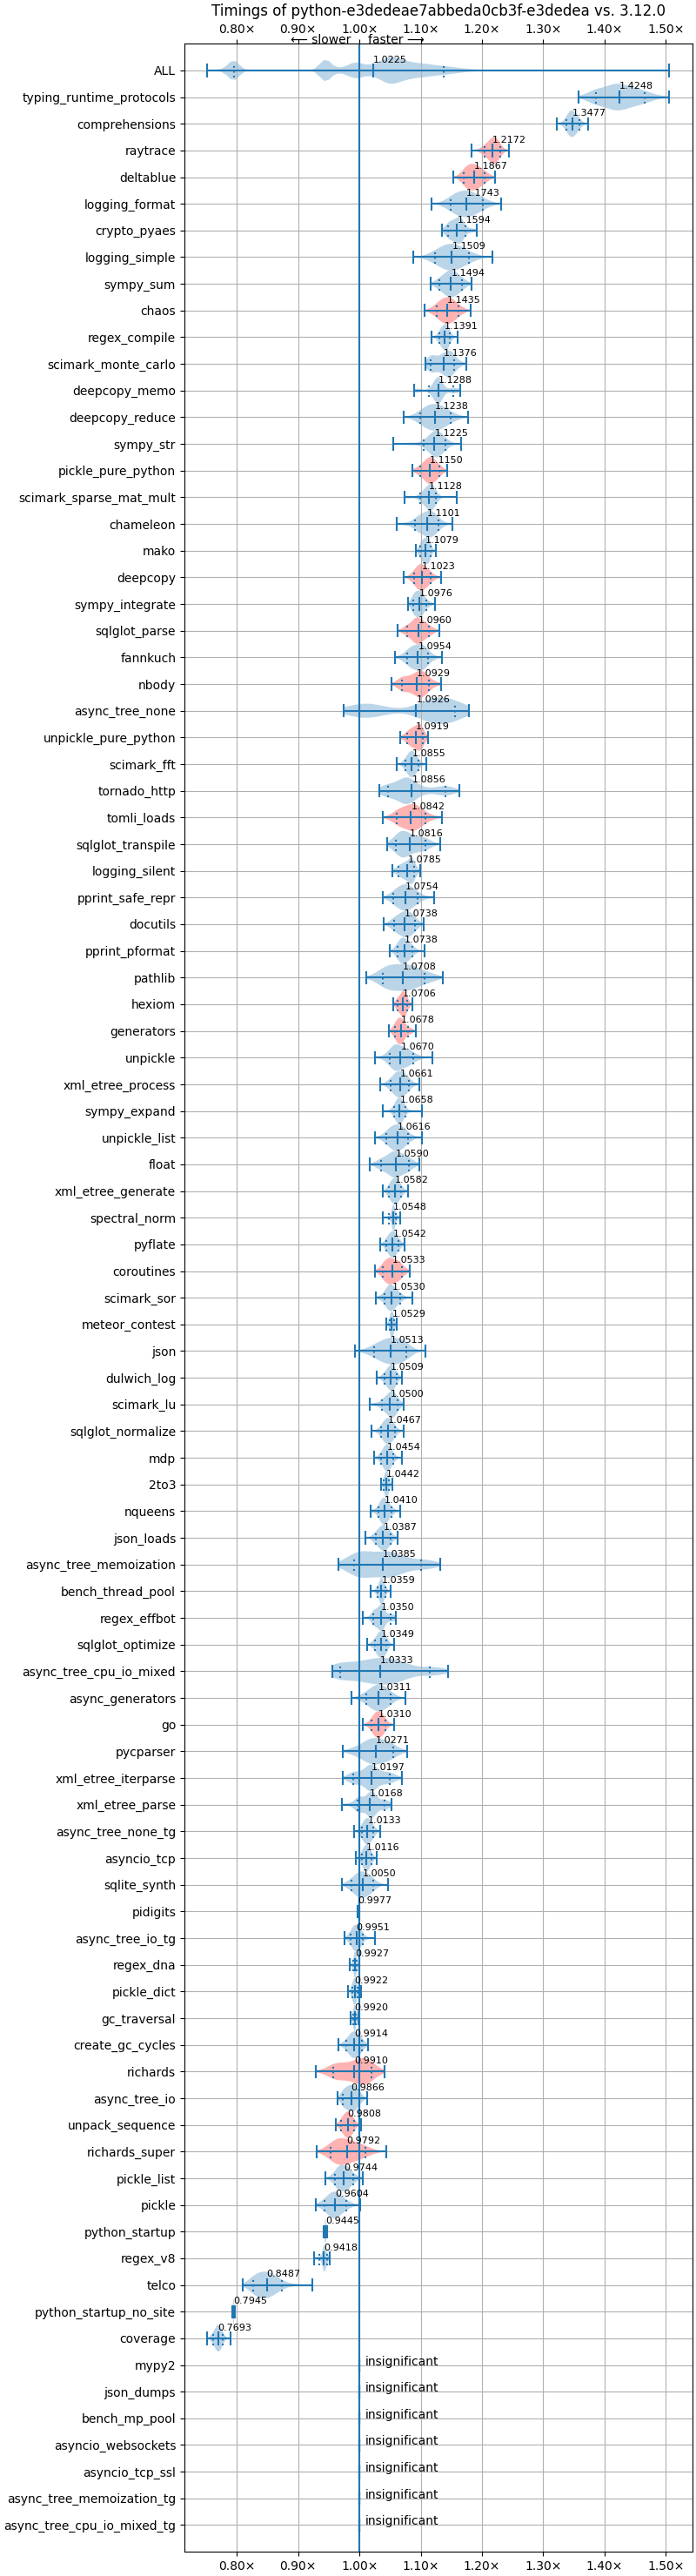 Timings of python-e3dedeae7abbeda0cb3f-e3dedea vs. 3.12.0
0.80× 0.90× 1.00× 1.10× 1.20× 1.30× 1.40× 1.50×
⟵ slower faster ⟶
ALL 1.0225
typing_runtime_protocols 1.4248
comprehensions 1.3477
raytrace 1.2172
deltablue 1.1867
logging_format 1.1743
crypto_pyaes 1.1594
logging_simple 1.1509
sympy_sum 1.1494
chaos 1.1435
regex_compile 1.1391
scimark_monte_carlo 1.1376
deepcopy_memo 1.1288
deepcopy_reduce 1.1238
sympy_str 1.1225
pickle_pure_python 1.1150
scimark_sparse_mat_mult 1.1128
chameleon 1.1101
mako 1.1079
deepcopy 1.1023
sympy_integrate 1.0976
sqlglot_parse 1.0960
fannkuch 1.0954
nbody 1.0929
async_tree_none 1.0926
unpickle_pure_python 1.0919
scimark_fft 1.0855
tornado_http 1.0856
tomli_loads 1.0842
sqlglot_transpile 1.0816
logging_silent 1.0785
pprint_safe_repr 1.0754
docutils 1.0738
pprint_pformat 1.0738
pathlib 1.0708
hexiom 1.0706
generators 1.0678
unpickle 1.0670
xml_etree_process 1.0661
sympy_expand 1.0658
unpickle_list 1.0616
float 1.0590
xml_etree_generate 1.0582
spectral_norm 1.0548
pyflate 1.0542
coroutines 1.0533
scimark_sor 1.0530
meteor_contest 1.0529
json 1.0513
dulwich_log 1.0509
scimark_lu 1.0500
sqlglot_normalize 1.0467
mdp 1.0454
2to3 1.0442
nqueens 1.0410
json_loads 1.0387
async_tree_memoization 1.0385
bench_thread_pool 1.0359
regex_effbot 1.0350
sqlglot_optimize 1.0349
async_tree_cpu_io_mixed 1.0333
async_generators 1.0311
go 1.0310
pycparser 1.0271
xml_etree_iterparse 1.0197
xml_etree_parse 1.0168
async_tree_none_tg 1.0133
asyncio_tcp 1.0116
sqlite_synth 1.0050
pidigits 0.9977
async_tree_io_tg 0.9951
regex_dna 0.9927
pickle_dict 0.9922
gc_traversal 0.9920
create_gc_cycles 0.9914
richards 0.9910
async_tree_io 0.9866
unpack_sequence 0.9808
richards_super 0.9792
pickle_list 0.9744
pickle 0.9604
python_startup 0.9445
regex_v8 0.9418
telco 0.8487
python_startup_no_site 0.7945
coverage 0.7693
mypy2 insignificant
json_dumps insignificant
bench_mp_pool insignificant
asyncio_websockets insignificant
asyncio_tcp_ssl insignificant
async_tree_memoization_tg insignificant
async_tree_cpu_io_mixed_tg insignificant
0.80× 0.90× 1.00× 1.10× 1.20× 1.30× 1.40× 1.50×